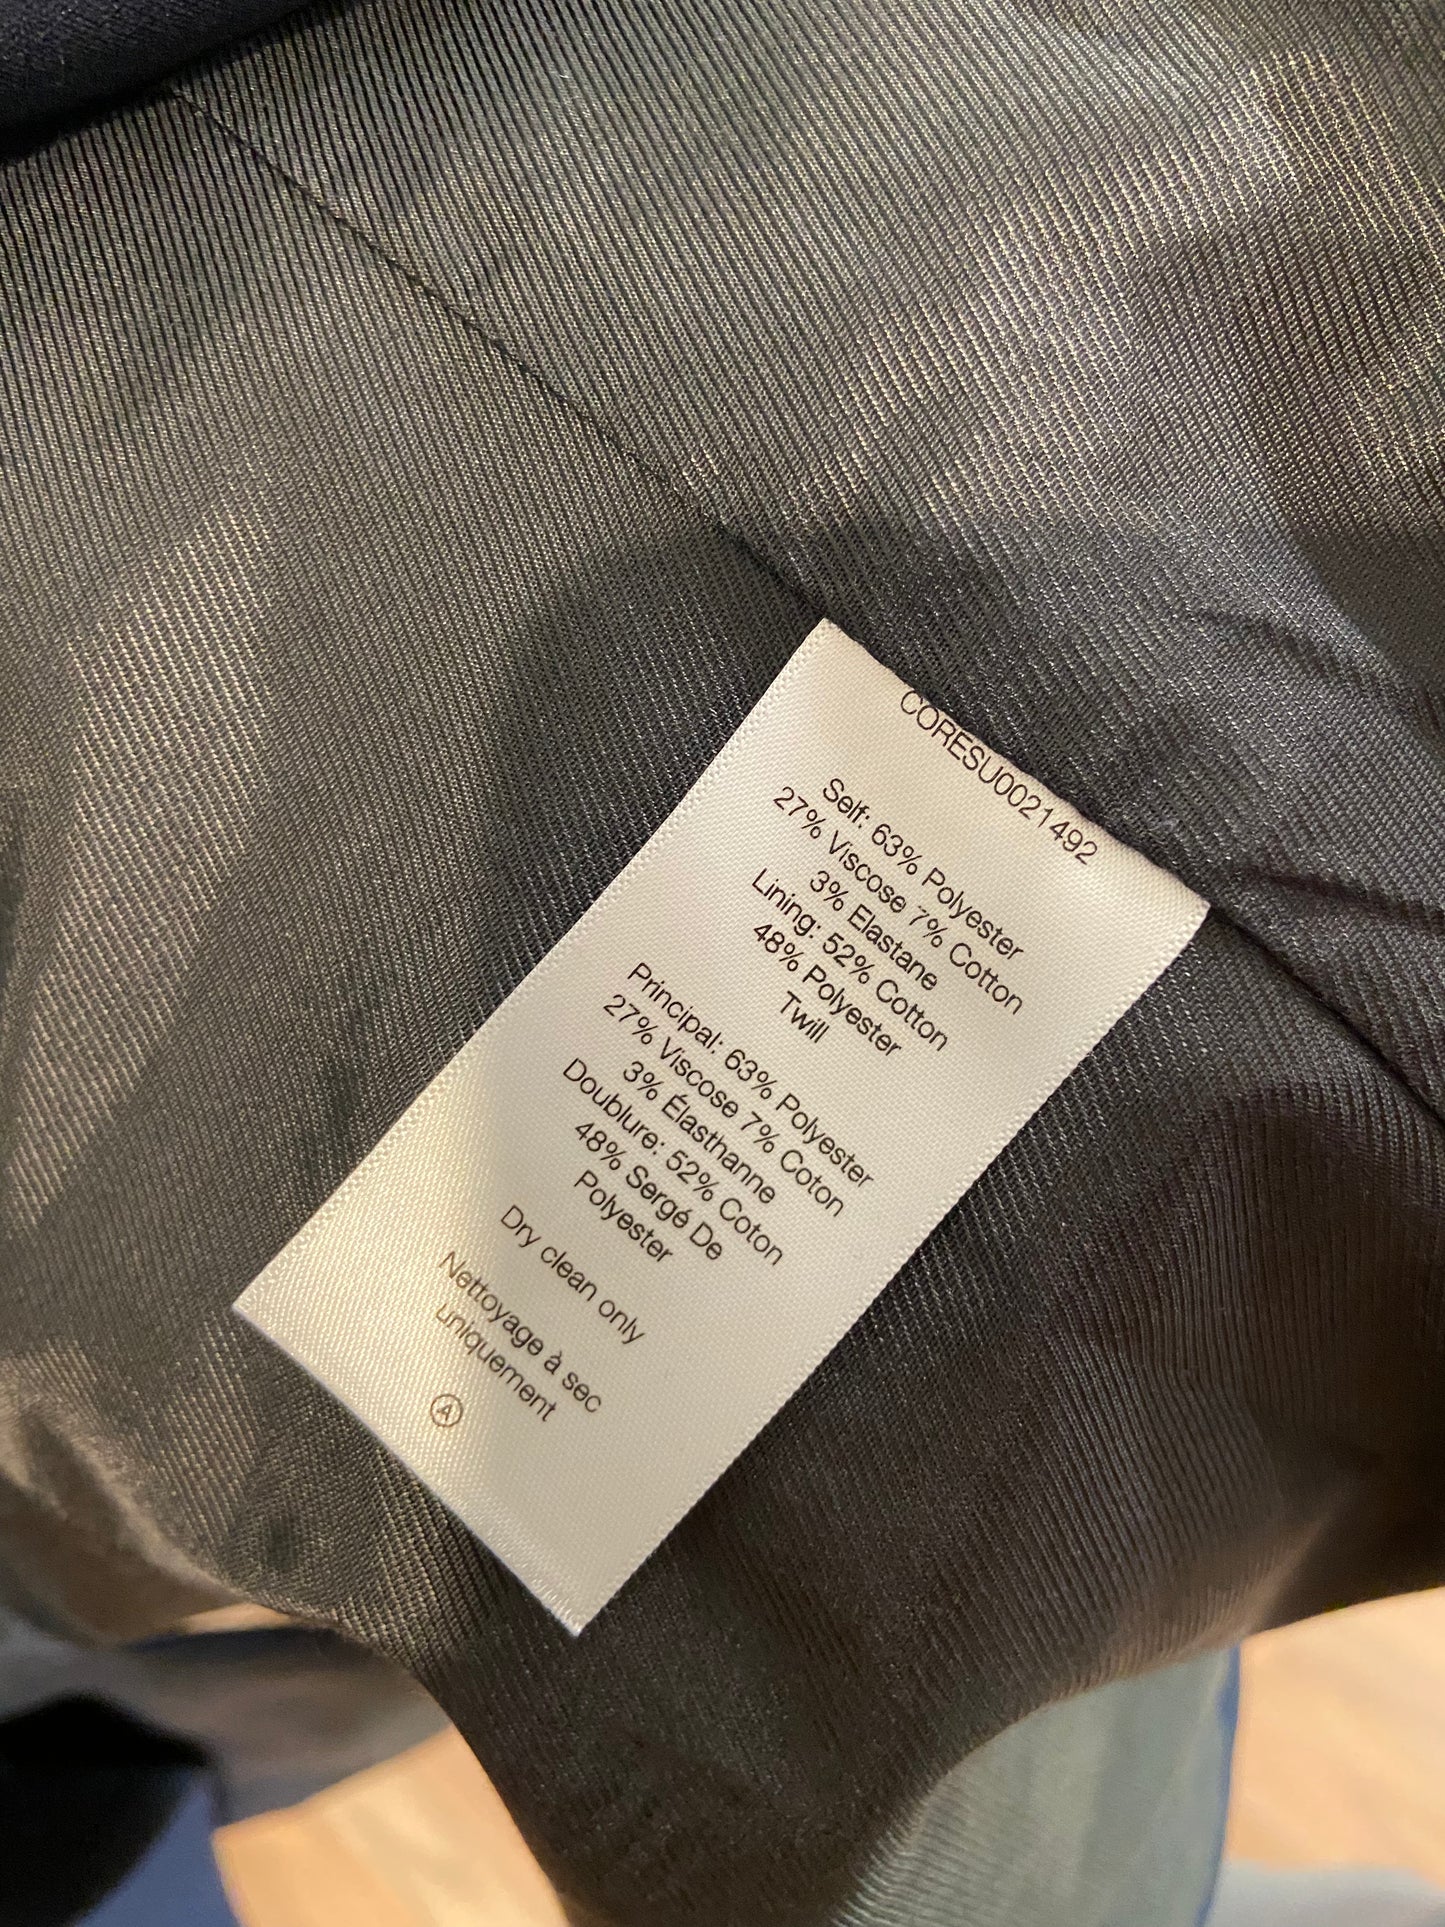 CORESU0021492
Self: 63% Polyester
27% Viscose 7% Cotton
3% Elastane
Lining: 52% Cotton
48% Polyester
Twill
Principal: 63% Polyester
27% Viscose 7% Coton
3% Élasthanne
Doublure: 52% Coton
48% Sergé De
Polyester
Dry clean only
Nettoyage à sec
uniquement
A